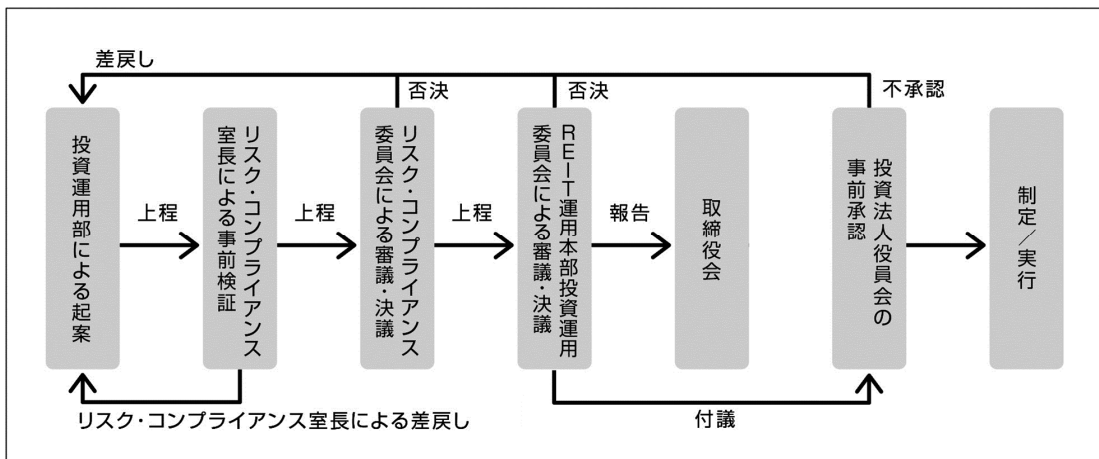 差戻し
否決
否決
不承認
投資運用部による起案
上程
リスク・コンプライアンス
室長による事前検証
上程
リスク・コンプライアンス
委員会による審議・決議
上程
REIT運用本部投資運用
委員会による審議・決議
報告
取締役会
投資法人役員会の
事前承認
制定／実行
リスク・コンプライアンス室長による差戻し
付議